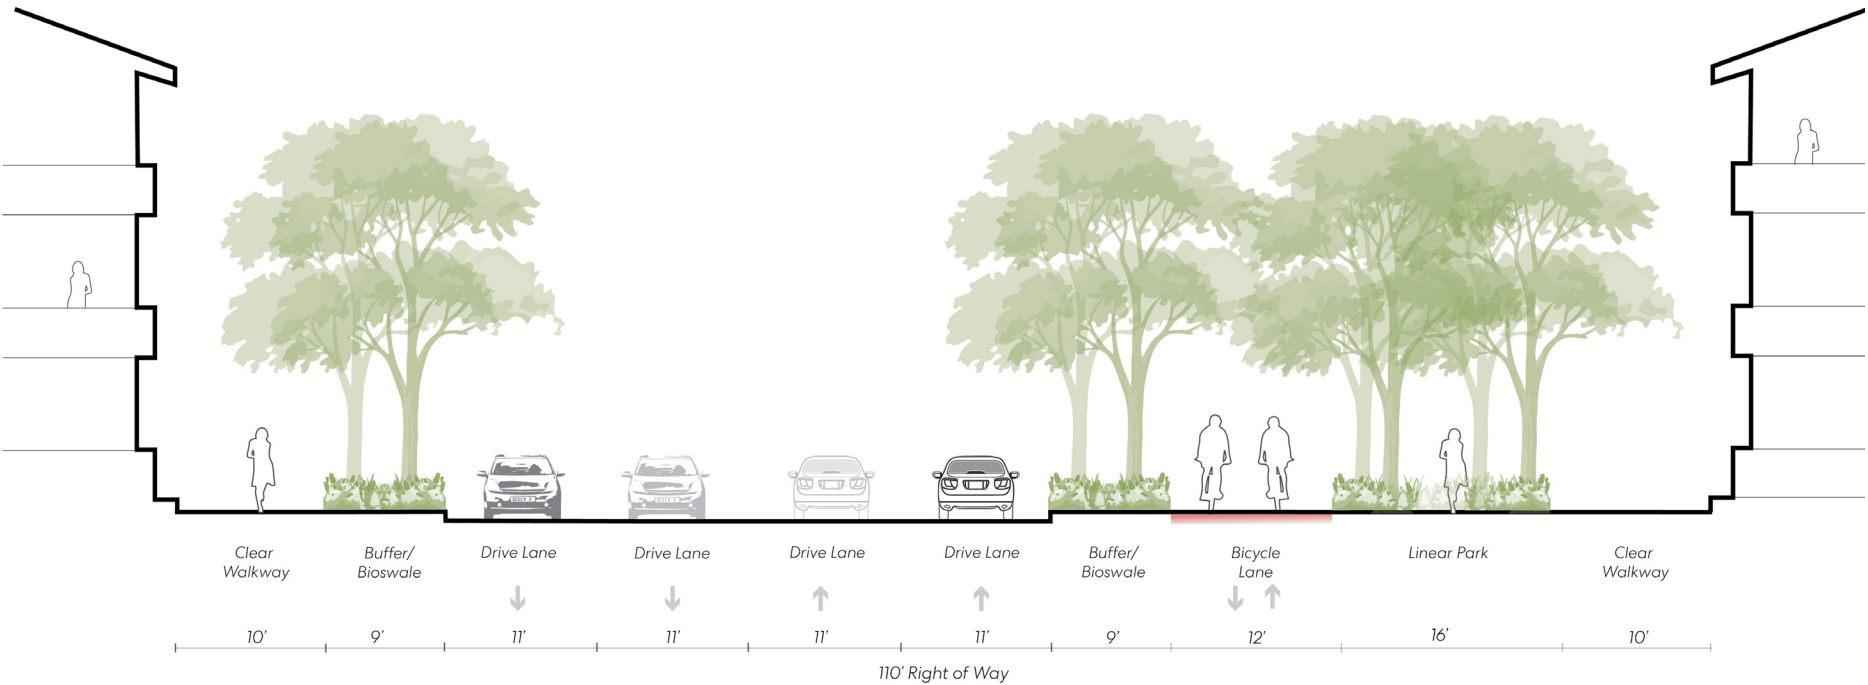 Clear
Walkway
Buffer/
Bioswale
Drive Lane
Drive Lane
Drive Lane
Drive Lane
Buffer/
Bioswale
Bicycle
Lane
Linear Park
Clear
Walkway
10’ 9’ 11’ 11’ 11’ 11’ 9’ 12’ 16’ 10’
110’ Right of Way